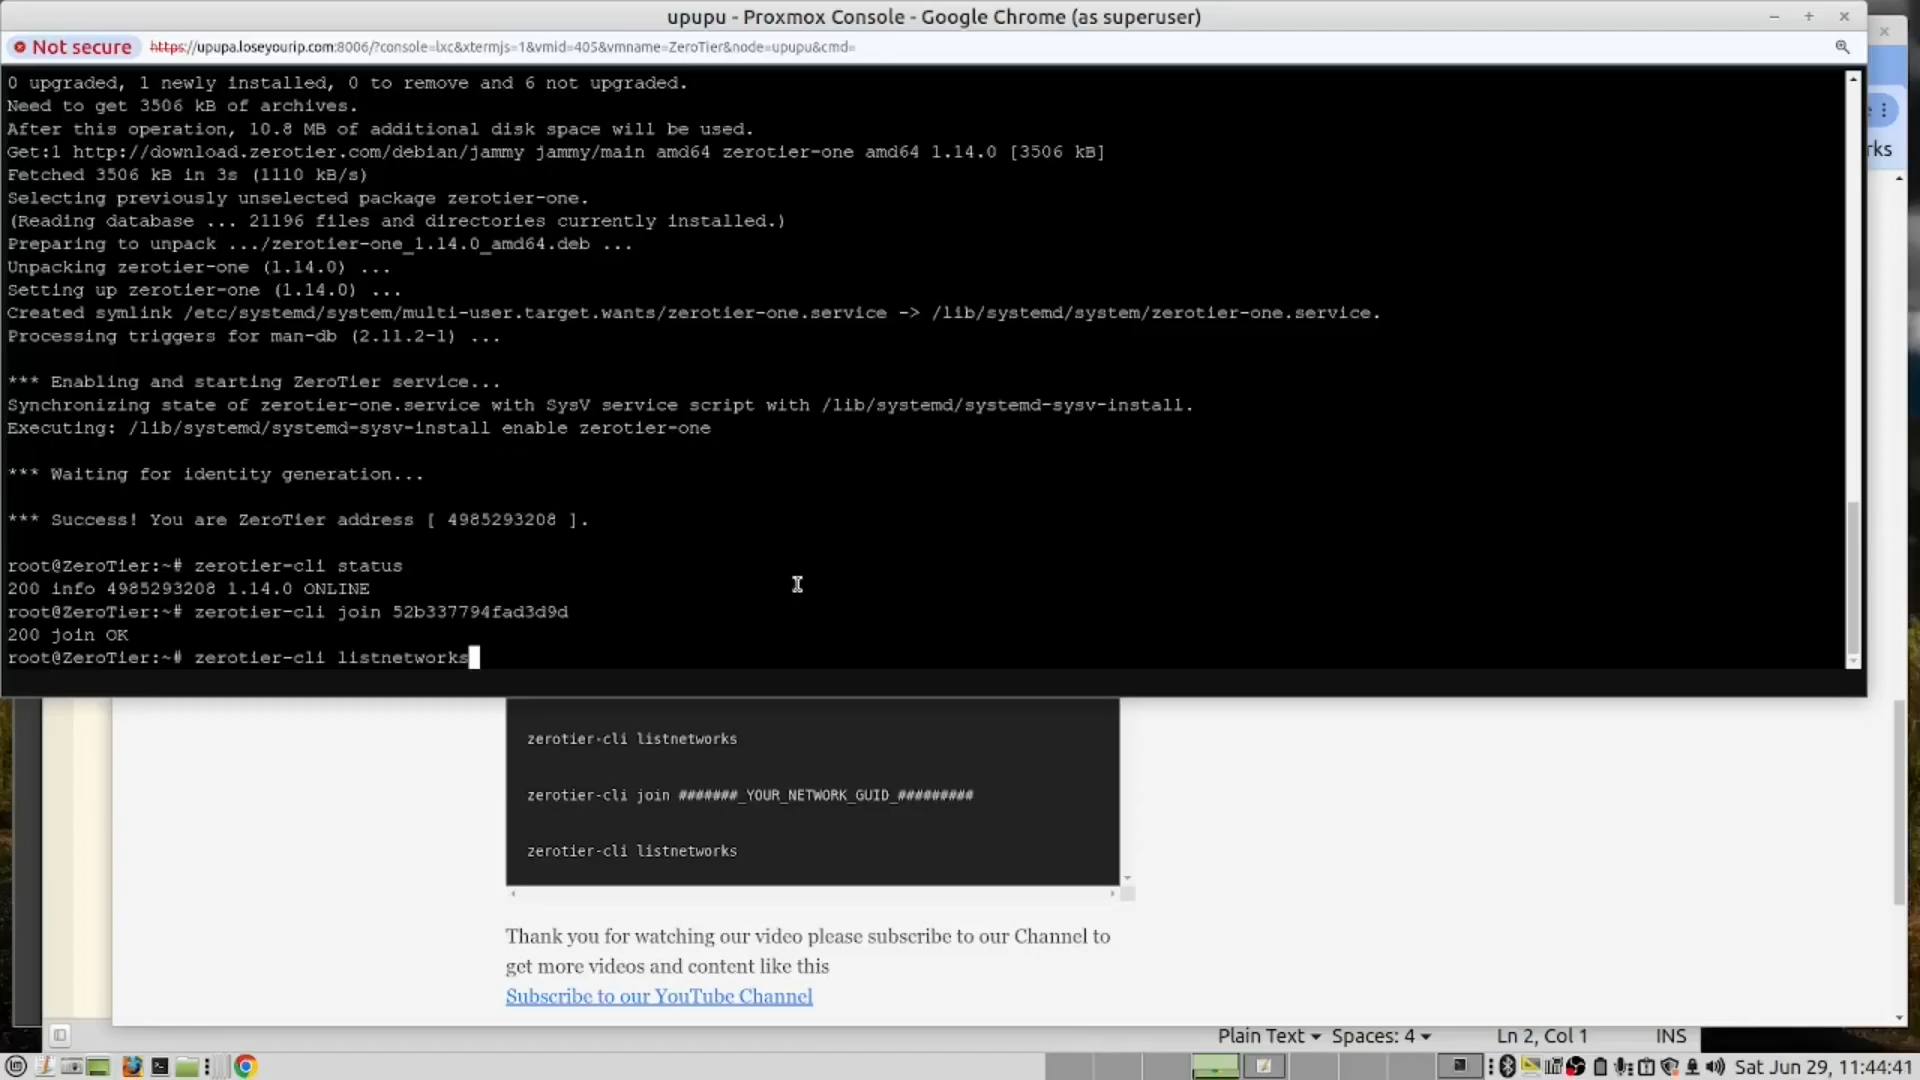 upupu - Proxmox Console - Google Chrome (as superuser)
Not secure https://upupa.loseyourip.com:8006/?console=lxc&xtermjs=1&vmid=405&vmname=ZeroTier&node=upupu&cmd=
0 upgraded, 1 newly installed, 0 to remove and 6 not upgraded.
Need to get 3506 kB of archives.
After this operation, 10.8 MB of additional disk space will be used.
Get:1 http://download.zerotier.com/debian/jammy jammy/main amd64 zerotier-one amd64 1.14.0 [3506 kB]
Fetched 3506 kB in 3s (1110 kB/s)
Selecting previously unselected package zerotier-one.
(Reading database ... 21196 files and directories currently installed.)
Preparing to unpack .../zerotier-one_1.14.0_amd64.deb ...
Unpacking zerotier-one (1.14.0) ...
Setting up zerotier-one (1.14.0) ...
Created symlink /etc/systemd/system/multi-user.target.wants/zerotier-one.service -> /lib/systemd/system/zerotier-one.service.
Processing triggers for man-db (2.11.2-1) ...
*** Enabling and starting ZeroTier service...
Synchronizing state of zerotier-one.service with SysV service script with /lib/systemd/systemd-sysv-install.
Executing: /lib/systemd/systemd-sysv-install enable zerotier-one
*** Waiting for identity generation...
*** Success! You are ZeroTier address [ 4985293208 ].
root@ZeroTier:~# zerotier-cli status
200 info 4985293208 1.14.0 ONLINE
root@ZeroTier:~# zerotier-cli join 52b337794fad3d9d
200 join OK
root@ZeroTier:~# zerotier-cli listnetworks
zerotier-cli listnetworks
zerotier-cli join #######_YOUR_NETWORK_GUID_#########
zerotier-cli listnetworks
Thank you for watching our video please subscribe to our Channel to
get more videos and content like this
Subscribe to our YouTube Channel
Plain Text Spaces: 4 Ln 2, Col 1 INS
Sat Jun 29, 11:44:41